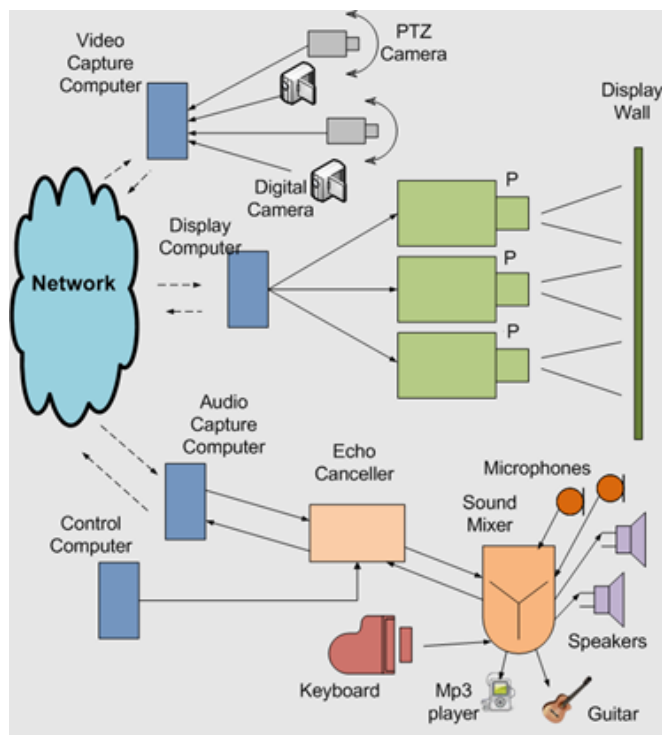 Video
Capture
Computer
PTZ
Camera
Display
Wall
Digital
Camera
P
Display
Computer
P
Network
P
Audio
Capture
Computer
Echo
Canceller
Microphones
Sound
Mixer
Control
Computer
Speakers
Keyboard
Mp3
player
Guitar